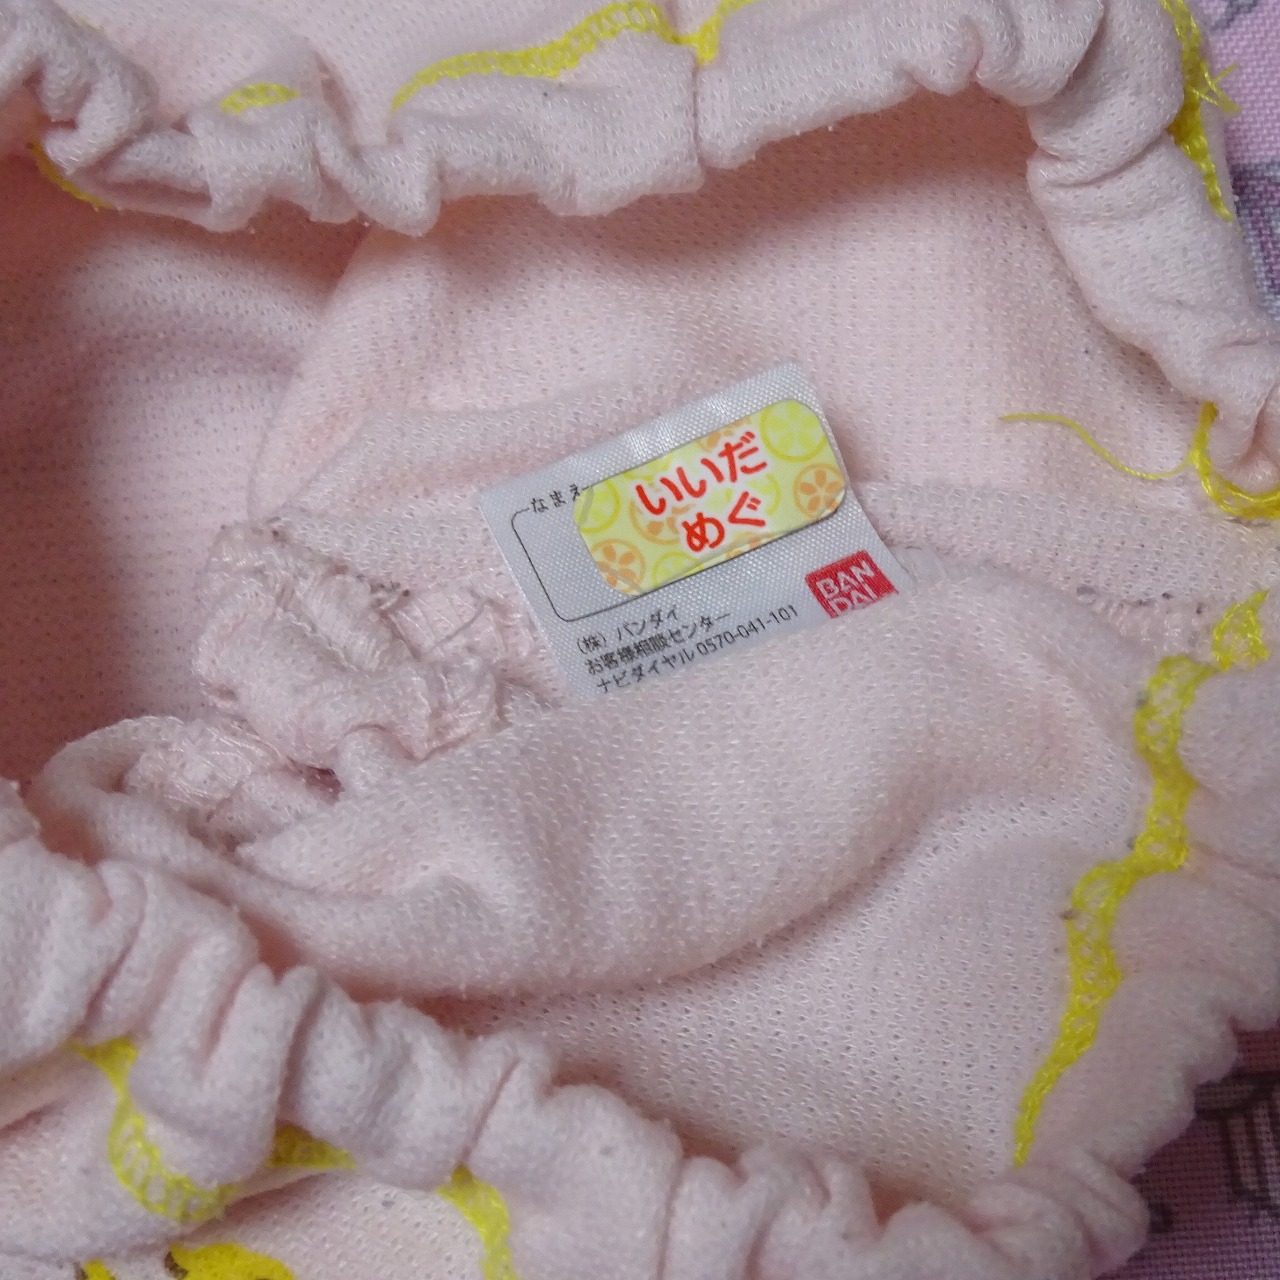 なまえ
いいだ
めぐ
BAN
DAI
(株) バンダイ
お客様相談センター
ナビダイヤル 0570-041-101